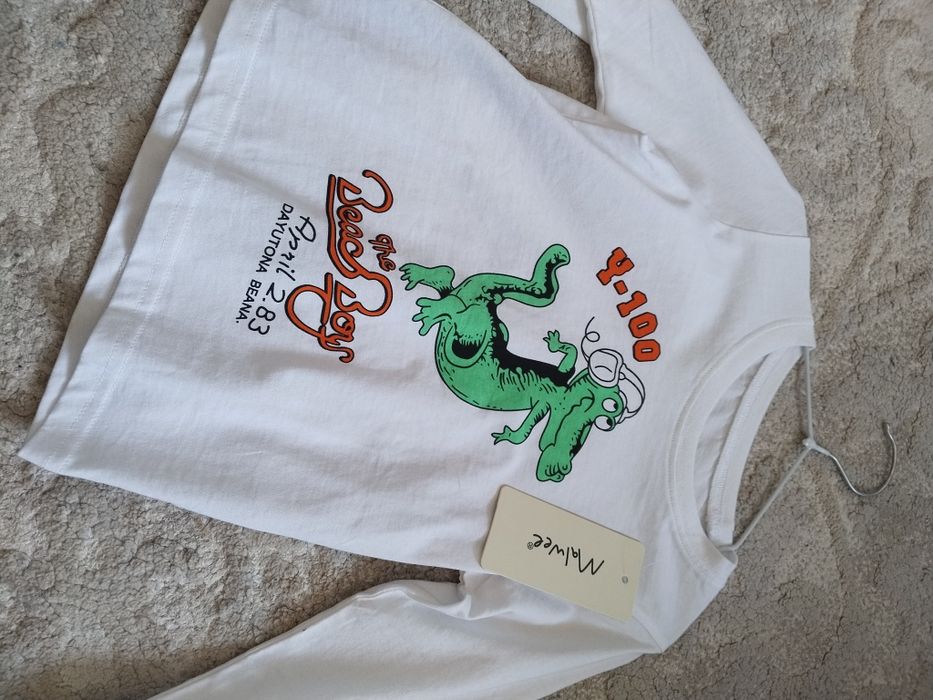 Y-100
The
Beach Boys
April 2.83
DAYUTONA BEANA.
Malwee®